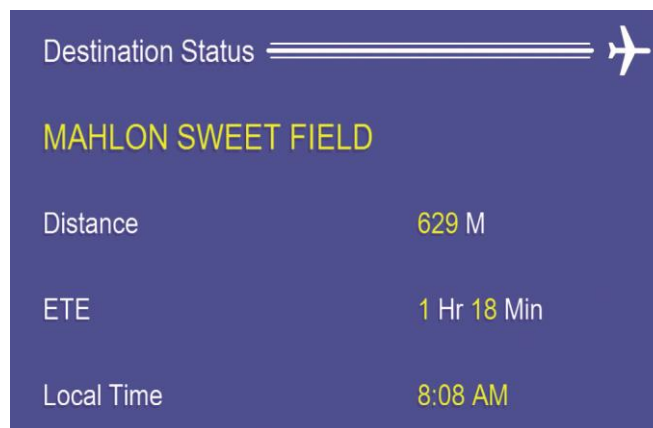 Destination Status
MAHLON SWEET FIELD
Distance 629 M
ETE 1 Hr 18 Min
Local Time 8:08 AM